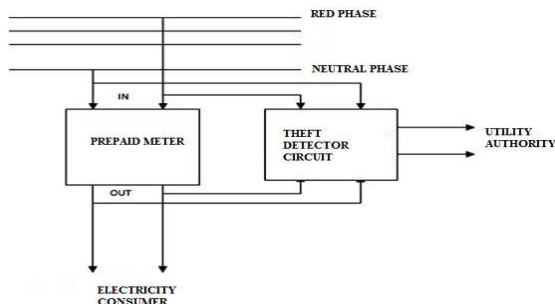 RED PHASE
NEUTRAL PHASE
IN
PREPAID METER
THEFT
DETECTOR
CIRCUIT
UTILITY
AUTHORITY
OUT
ELECTRICITY
CONSUMER